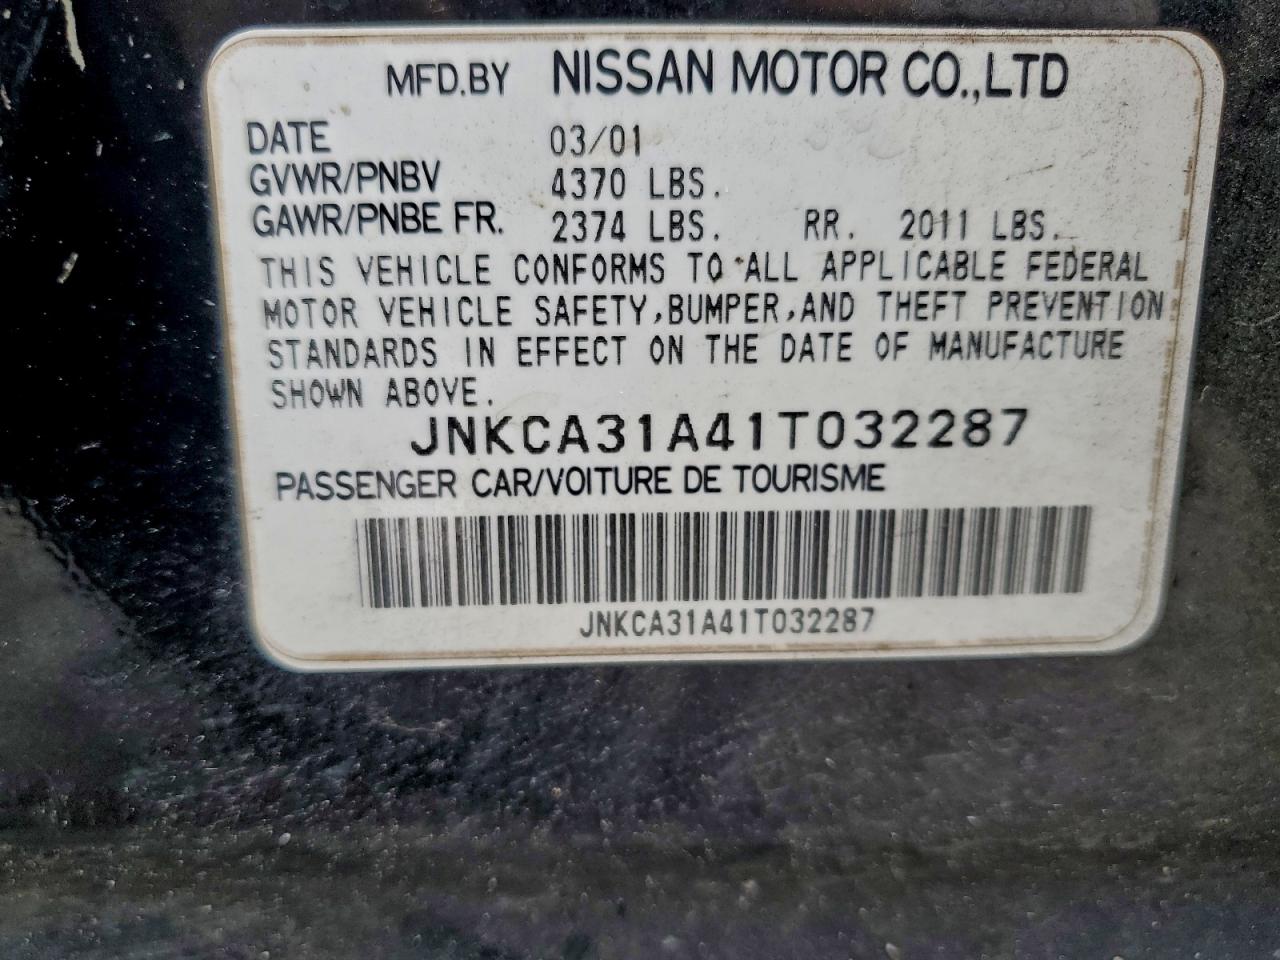 MFD.BY NISSAN MOTOR CO.,LTD
DATE 03/01
GVWR/PNBV 4370 LBS.
GAWR/PNBE FR. 2374 LBS. RR. 2011 LBS.
THIS VEHICLE CONFORMS TO ALL APPLICABLE FEDERAL
MOTOR VEHICLE SAFETY,BUMPER,AND THEFT PREVENTION
STANDARDS IN EFFECT ON THE DATE OF MANUFACTURE
SHOWN ABOVE.
JNKCA31A41T032287
PASSENGER CAR/VOITURE DE TOURISME
JNKCA31A41T032287